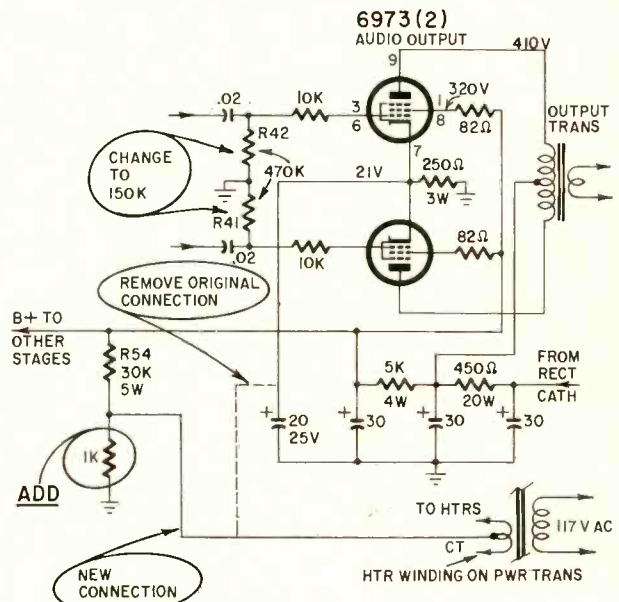 6973(2)
AUDIO OUTPUT
9
410V
3
6
1
8
320V
82Ω
OUTPUT
TRANS
.02
10K
R42
CHANGE
TO
150K
470K
7
21V
250Ω
3W
R41
.02
10K
82Ω
REMOVE ORIGINAL
CONNECTION
B+ TO
OTHER
STAGES
R54
30K
5W
5K
4W
450Ω
20W
FROM
RECT
CATH
+
20
25V
+
30
+
30
+
30
1K
ADD
TO HTRS
117V AC
CT
NEW
CONNECTION
HTR WINDING ON PWR TRANS